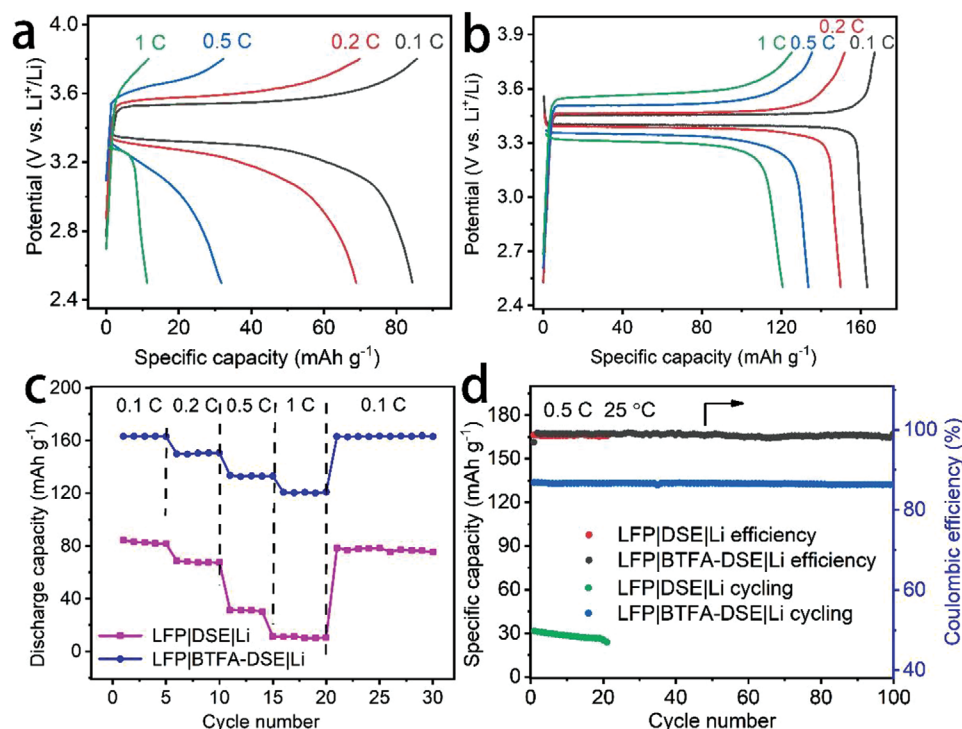 a
1 C
0.5 C
0.2 C
0.1 C
4.0
3.6
3.2
2.8
2.4
Potential (V vs. Li⁺/Li)
0
20
40
60
80
Specific capacity (mAh g⁻¹)
b
1 C
0.5C
0.2 C
0.1 C
3.9
3.6
3.3
3.0
2.7
2.4
Potential (V vs. Li⁺/Li)
0
40
80
120
160
Specific capacity (mAh g⁻¹)
c
0.1 C
0.2 C
0.5 C
1 C
0.1 C
200
160
120
80
40
0
Discharge capacity (mAh g⁻¹)
LFP|DSE|Li
LFP|BTFA-DSE|Li
0
5
10
15
20
25
30
Cycle number
d
0.5 C 25 °C
180
150
120
90
60
30
0
Specific capacity (mAh g⁻¹)
LFP|DSE|Li efficiency
LFP|BTFA-DSE|Li efficiency
LFP|DSE|Li cycling
LFP|BTFA-DSE|Li cycling
100
80
60
40
Coulombic efficiency (%)
0
20
40
60
80
100
Cycle number